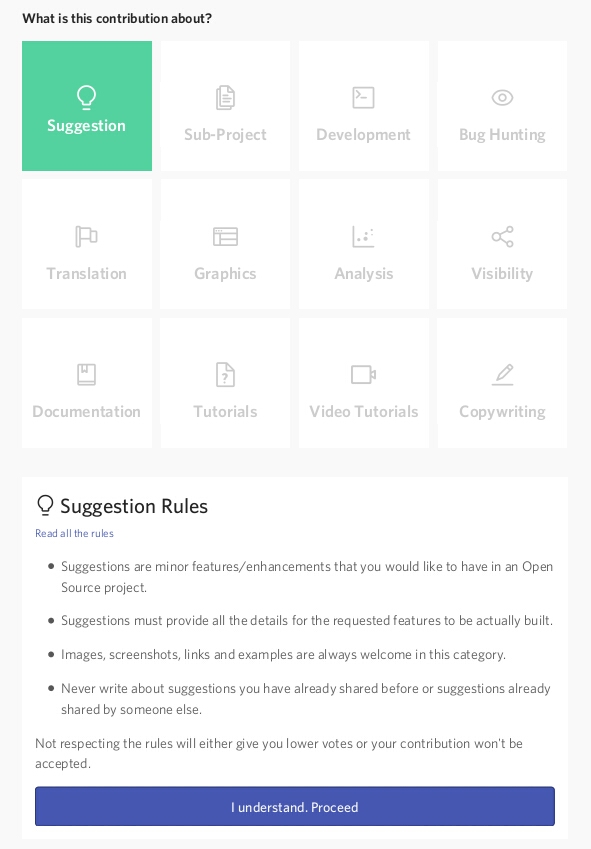 What is this contribution about?
Suggestion
Sub-Project
Development
Bug Hunting
Translation
Graphics
Analysis
Visibility
Documentation
Tutorials
Video Tutorials
Copywriting
Suggestion Rules
Read all the rules
Suggestions are minor features/enhancements that you would like to have in an Open
Source project.
Suggestions must provide all the details for the requested features to be actually built.
Images, screenshots, links and examples are always welcome in this category.
Never write about suggestions you have already shared before or suggestions already
shared by someone else.
Not respecting the rules will either give you lower votes or your contribution won't be
accepted.
I understand. Proceed